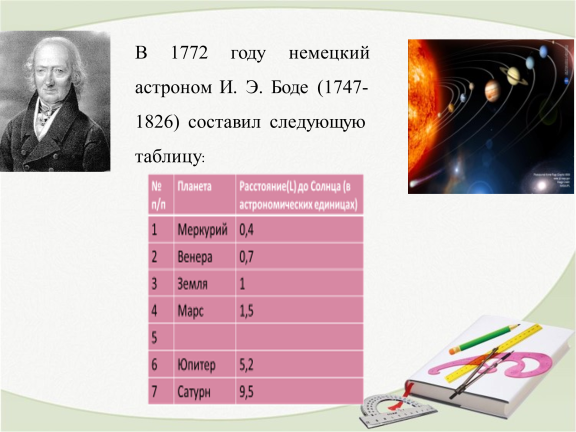 В 1772 году немецкий
астроном И. Э. Боде (1747-
1826) составил следующую
таблицу:
№ п/п Планета Расстояние(L) до Солнца (в астрономических единицах)
1 Меркурий 0,4
2 Венера 0,7
3 Земля 1
4 Марс 1,5
5
6 Юпитер 5,2
7 Сатурн 9,5